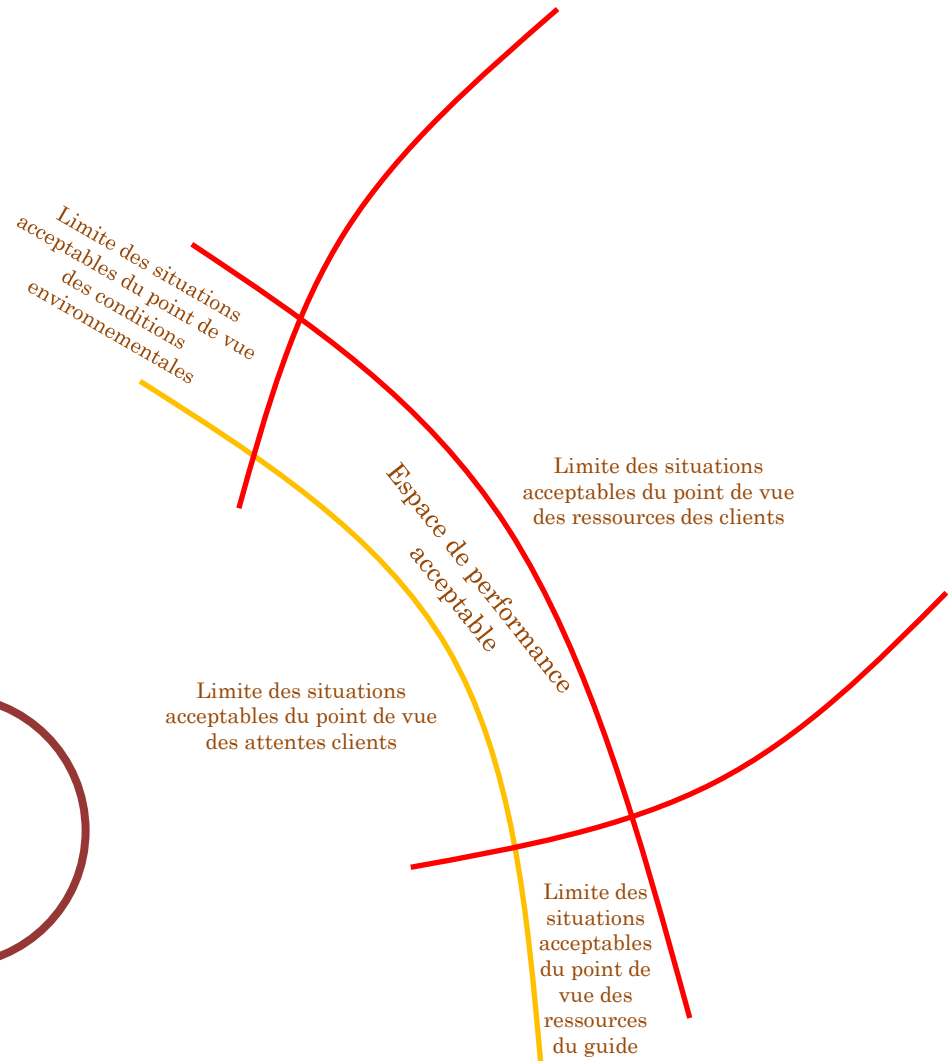 Limite des situations
acceptables du point de vue
des conditions
environnementales
Limite des situations
acceptables du point de vue
des ressources des clients
Espace de performance
acceptable
Limite des situations
acceptables du point de vue
des attentes clients
Limite des
situations
acceptables
du point de
vue des
ressources
du guide